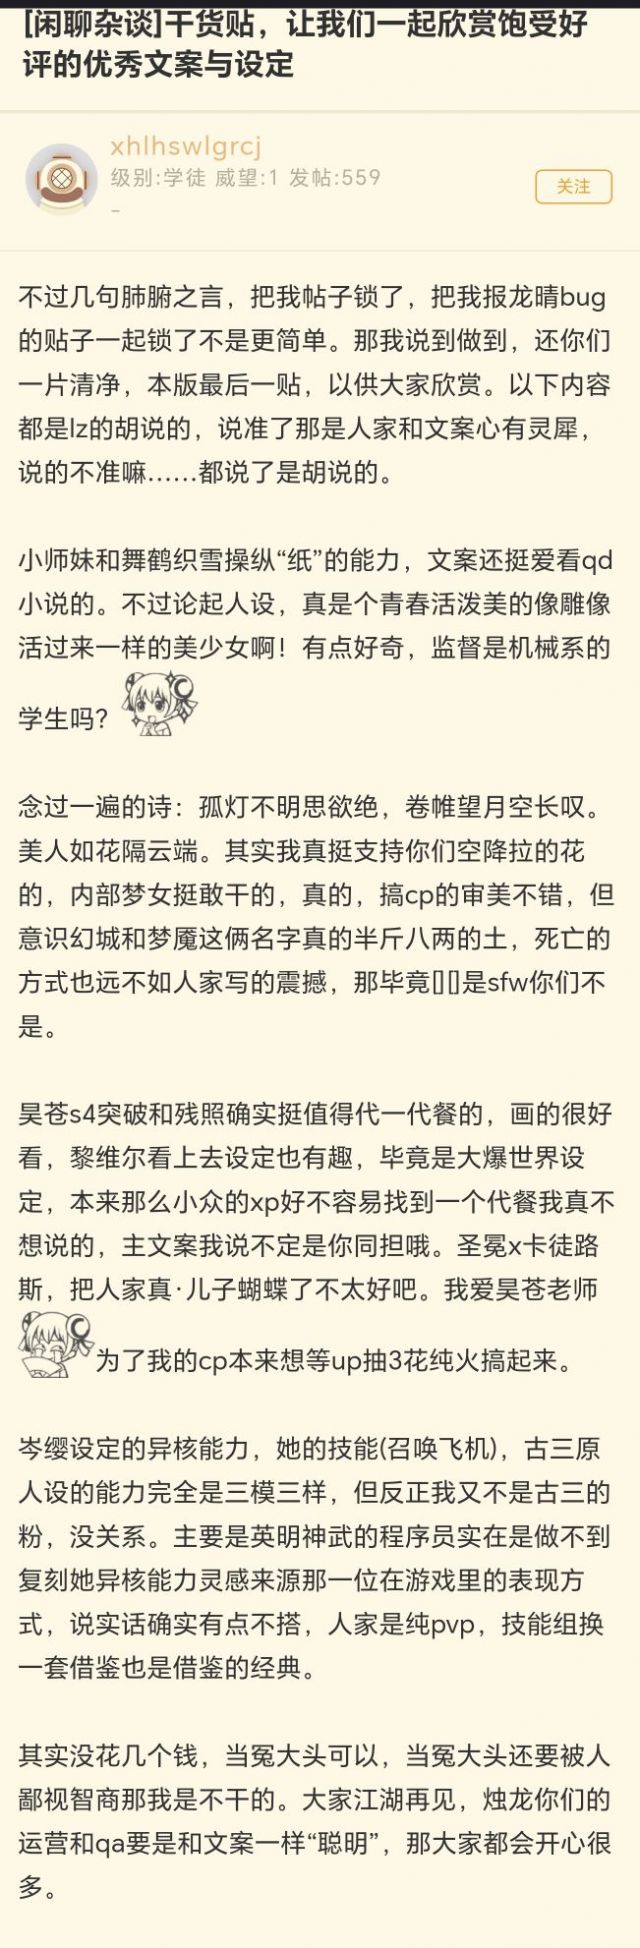 [闲聊杂谈]干货贴，让我们一起欣赏饱受好
评的优秀文案与设定
xhlhswlgrcj
级别:学徒 威望:1 发帖:559
关注
–
不过几句肺腑之言，把我帖子锁了，把我报龙晴bug
的贴子一起锁了不是更简单。那我说到做到，还你们
一片清净，本版最后一贴，以供大家欣赏。以下内容
都是lz的胡说的，说准了那是人家和文案心有灵犀，
说的不准嘛……都说了是胡说的。
小师妹和舞鹤织雪操纵“纸”的能力，文案还挺爱看qd
小说的。不过论起人设，真是个青春活泼美的像雕像
活过来一样的美少女啊！有点好奇，监督是机械系的
学生吗？
念过一遍的诗：孤灯不明思欲绝，卷帷望月空长叹。
美人如花隔云端。其实我真挺支持你们空降拉的花
的，内部梦女挺敢干的，真的，搞cp的审美不错，但
意识幻城和梦魇这俩名字真的半斤八两的土，死亡的
方式也远不如人家写的震撼，那毕竟[][]是sfw你们不
是。
昊苍s4突破和残照确实挺值得代一代餐的，画的很好
看，黎维尔看上去设定也有趣，毕竟是大爆世界设
定，本来那么小众的xp好不容易找到一个代餐我真不
想说的，主文案我说不定是你同担哦。圣冕x卡徒路
斯，把人家真·儿子蝴蝶了不太好吧。我爱昊苍老师
为了我的cp本来想等up抽3花纯火搞起来。
岑缨设定的异核能力，她的技能(召唤飞机)，古三原
人设的能力完全是三模三样，但反正我又不是古三的
粉，没关系。主要是英明神武的程序员实在是做不到
复刻她异核能力灵感来源那一位在游戏里的表现方
式，说实话确实有点不搭，人家是纯pvp，技能组换
一套借鉴也是借鉴的经典。
其实没花几个钱，当冤大头可以，当冤大头还要被人
鄙视智商那我是不干的。大家江湖再见，烛龙你们的
运营和qa要是和文案一样“聪明”，那大家都会开心很
多。